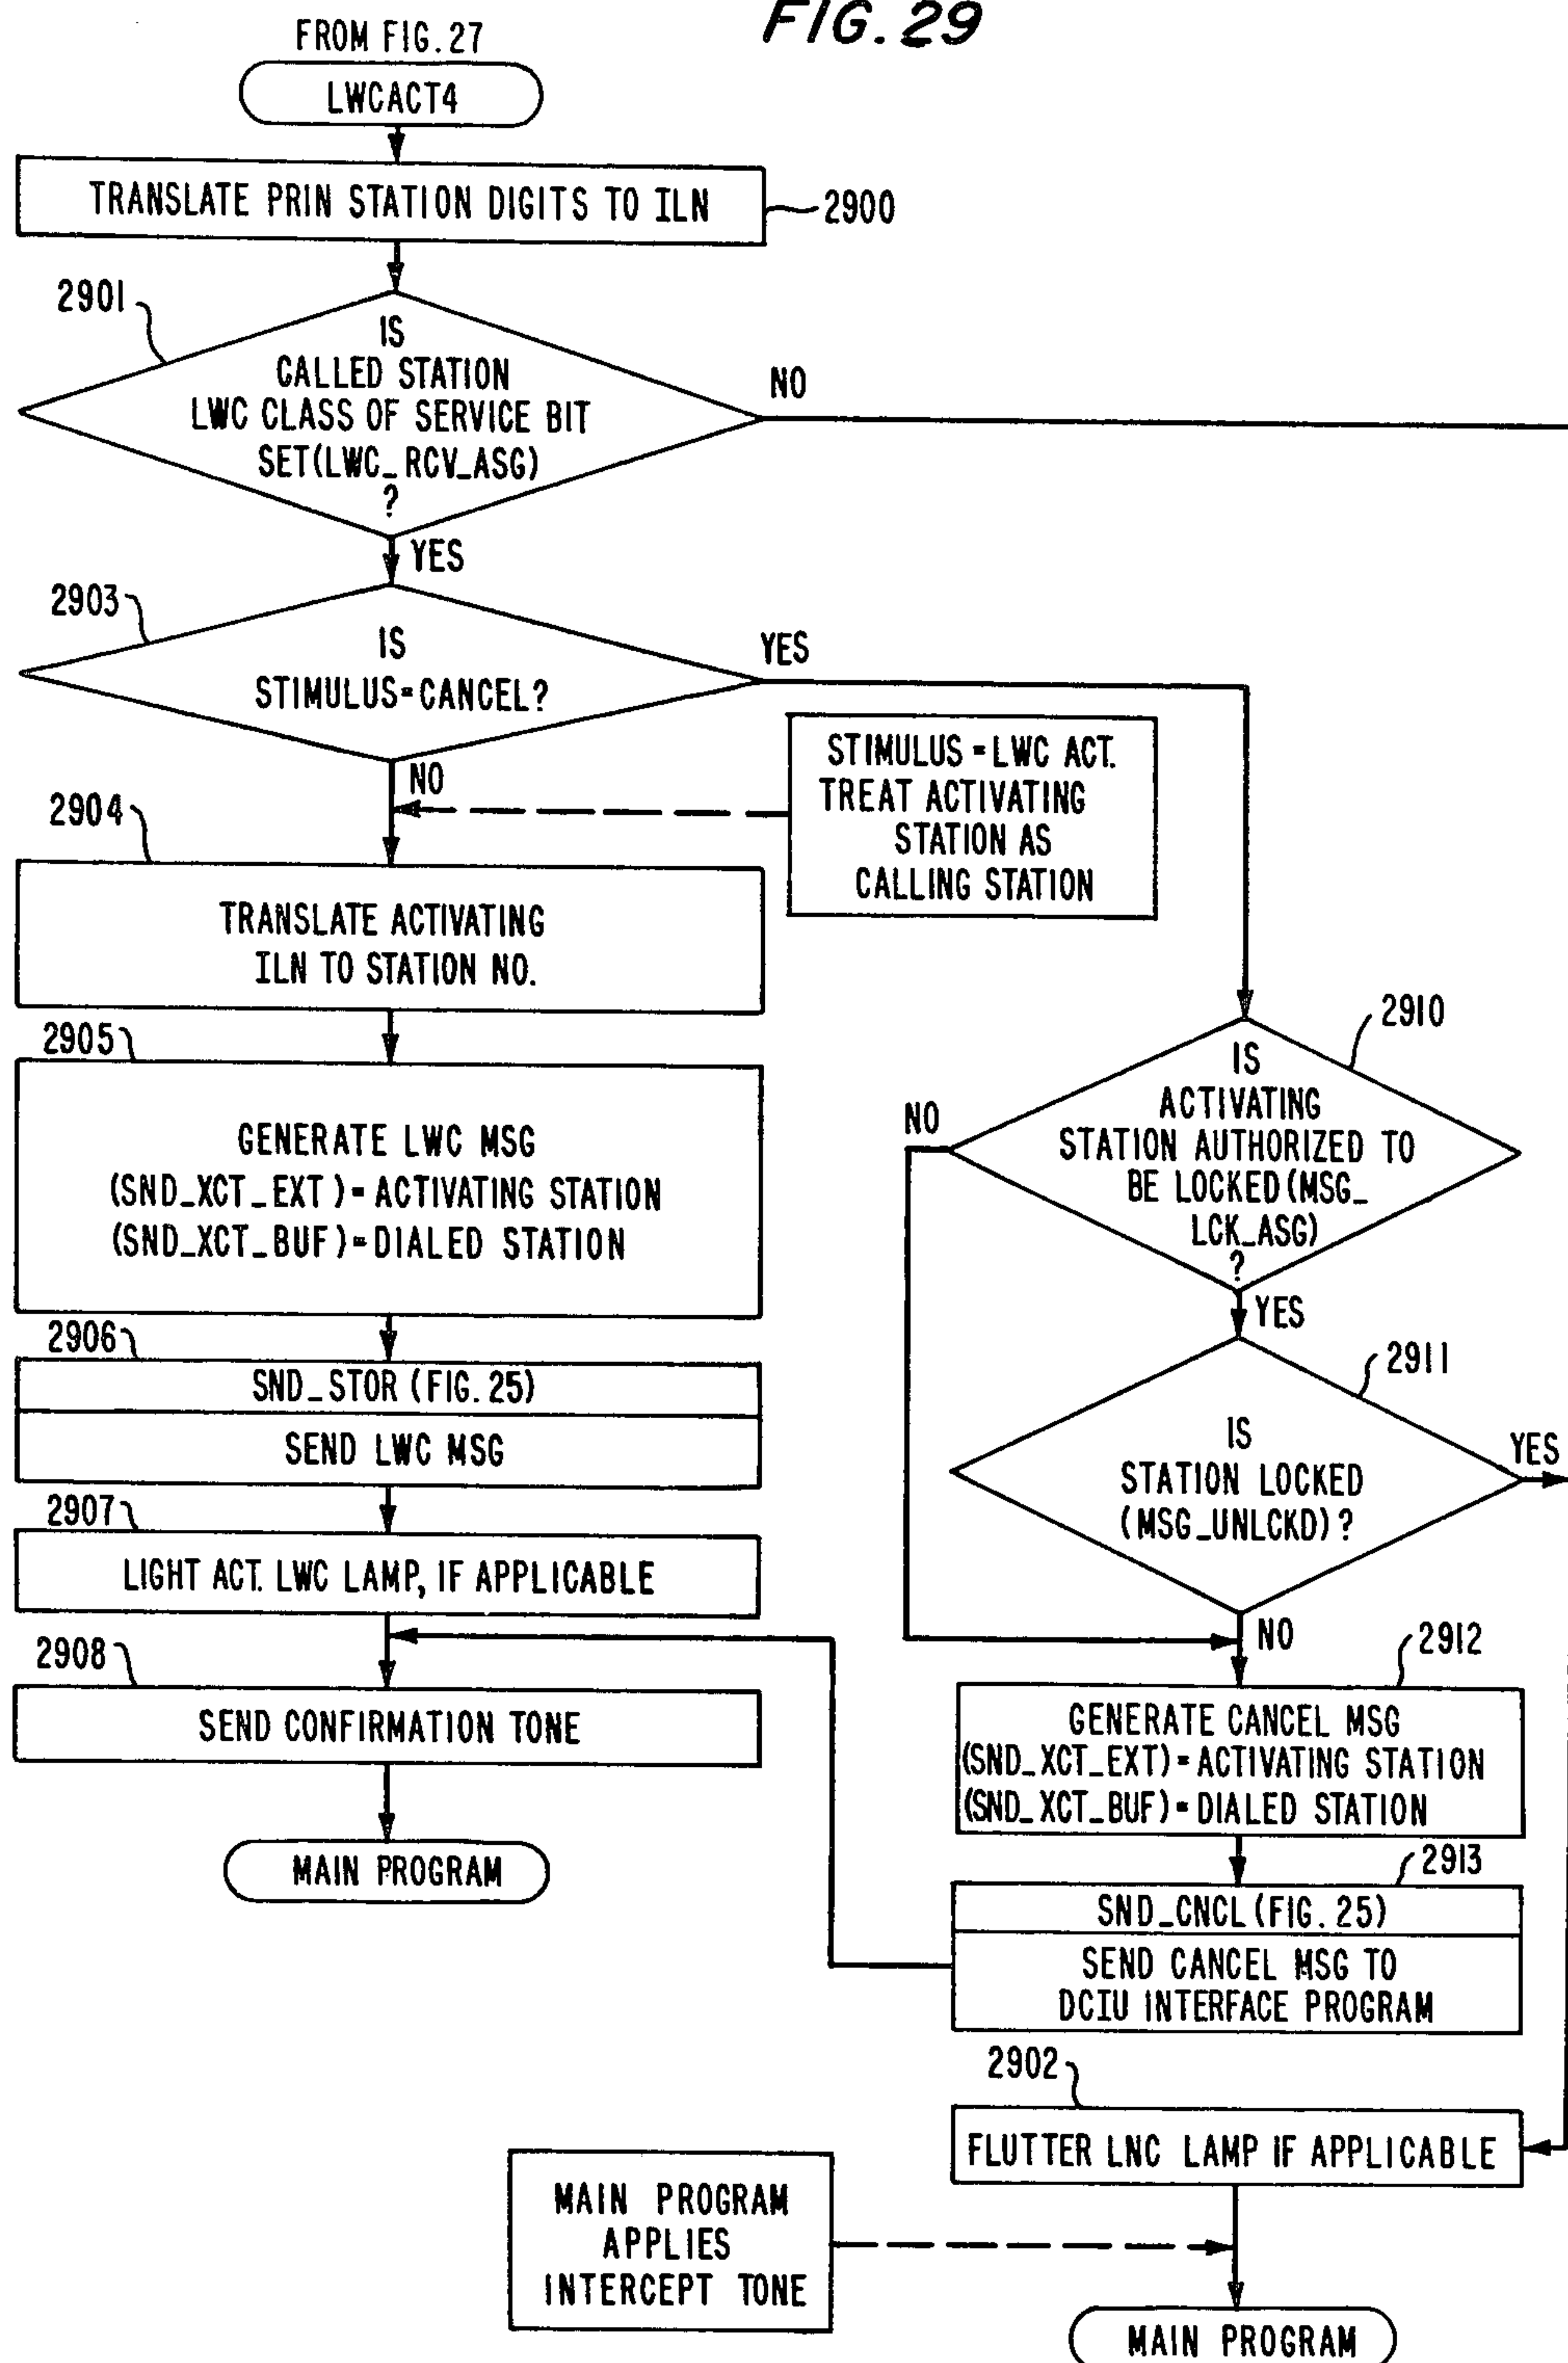 FIG. 29
FROM FIG. 27
LWCACT4
TRANSLATE PRIN STATION DIGITS TO ILN
2900
2901
IS
CALLED STATION
LWC CLASS OF SERVICE BIT
SET(LWC_RCV_ASG)
?
NO
YES
2903
IS
STIMULUS=CANCEL?
YES
NO
STIMULUS=LWC ACT.
TREAT ACTIVATING
STATION AS
CALLING STATION
2904
TRANSLATE ACTIVATING
ILN TO STATION NO.
2905
GENERATE LWC MSG
(SND_XCT_EXT)=ACTIVATING STATION
(SND_XCT_BUF)=DIALED STATION
2906
SND_STOR (FIG. 25)
SEND LWC MSG
2907
LIGHT ACT. LWC LAMP, IF APPLICABLE
2908
SEND CONFIRMATION TONE
MAIN PROGRAM
2910
IS
ACTIVATING
STATION AUTHORIZED TO
BE LOCKED (MSG_
LCK_ASG)
?
NO
YES
2911
IS
STATION LOCKED
(MSG_UNLCKD)?
YES
NO
2912
GENERATE CANCEL MSG
(SND_XCT_EXT)=ACTIVATING STATION
(SND_XCT_BUF)=DIALED STATION
2913
SND_CNCL (FIG. 25)
SEND CANCEL MSG TO
DCIU INTERFACE PROGRAM
2902
FLUTTER LNC LAMP IF APPLICABLE
MAIN PROGRAM
APPLIES
INTERCEPT TONE
MAIN PROGRAM